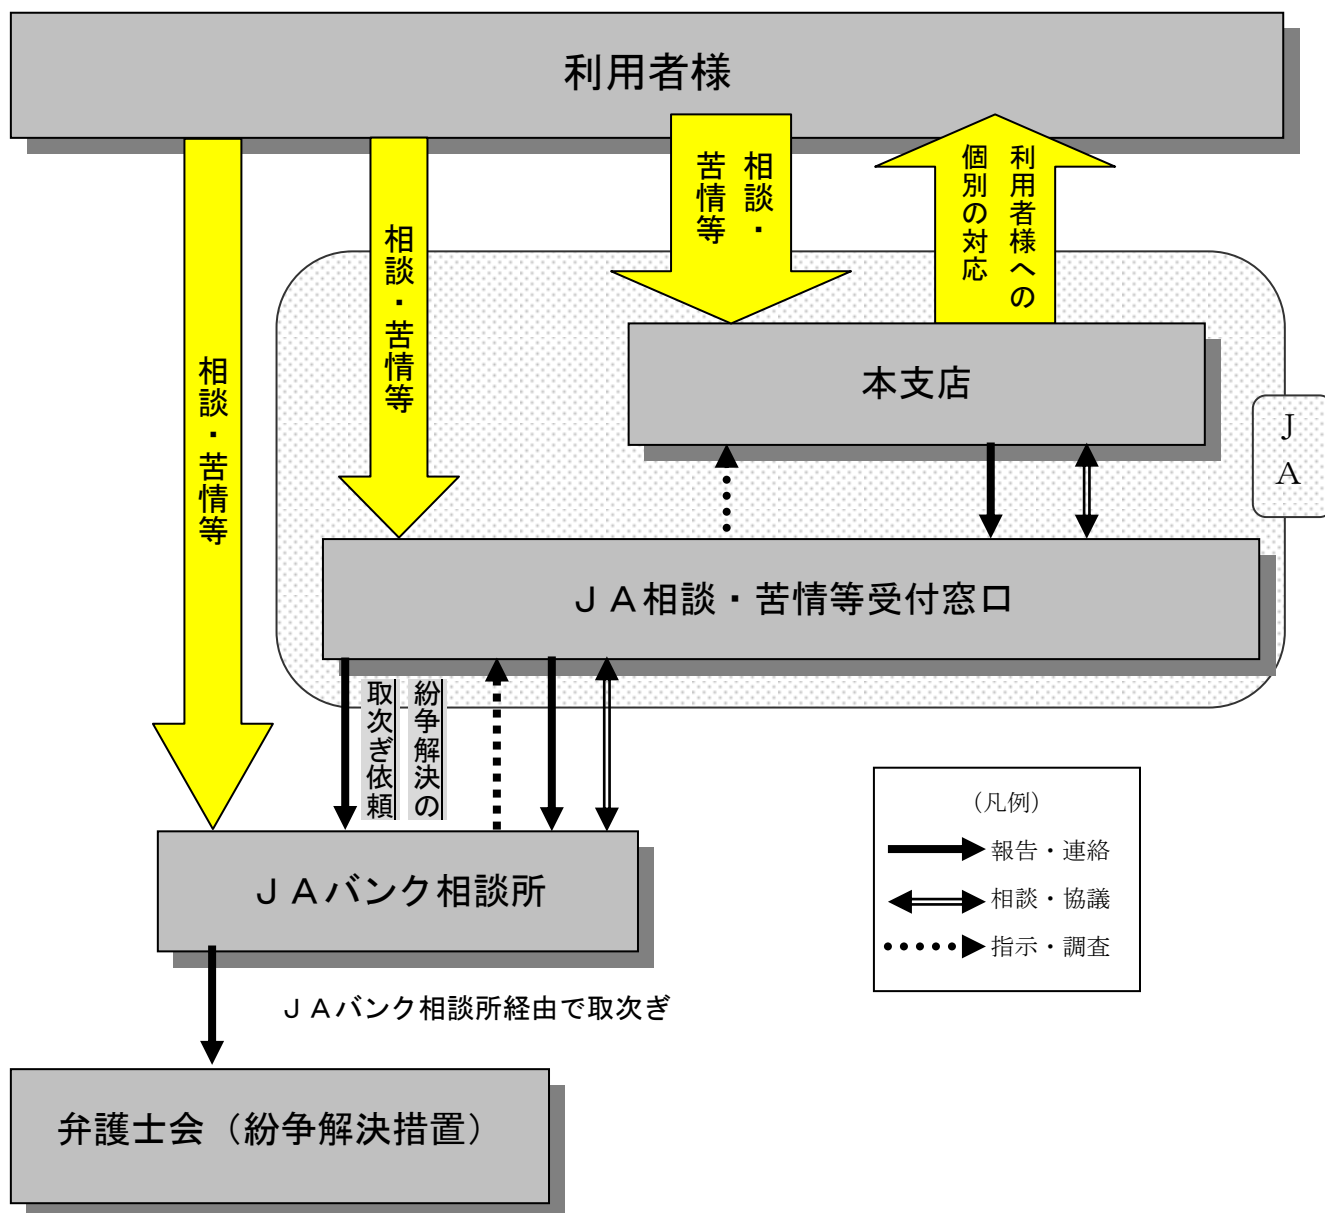 利用者様
相談・苦情等
相談・苦情等
相談・
苦情等
利用者様への
個別の対応
本支店
ＪＡ
ＪＡ相談・苦情等受付窓口
紛争解決の
取次ぎ依頼
ＪＡバンク相談所
（凡例）
報告・連絡
相談・協議
指示・調査
ＪＡバンク相談所経由で取次ぎ
弁護士会（紛争解決措置）